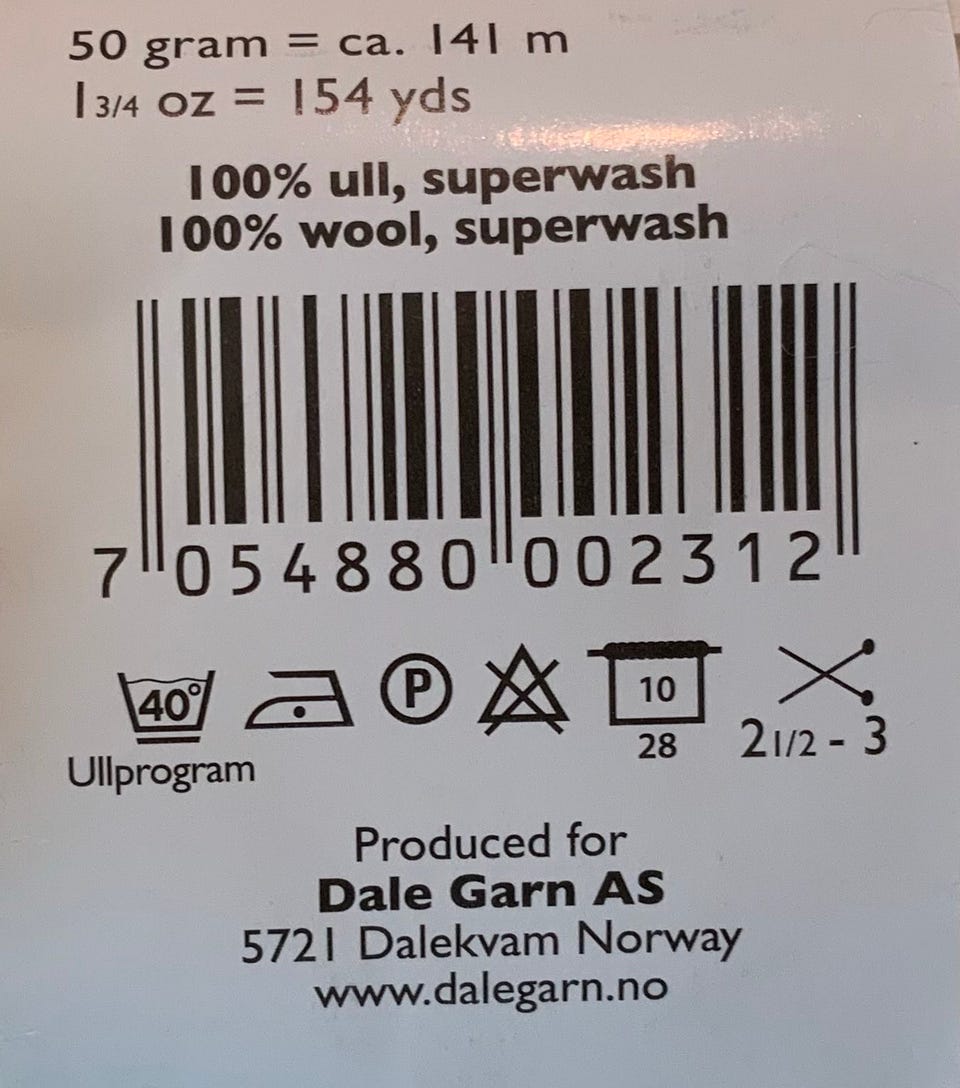 50 gram = ca. 141 m
1 3/4 oz = 154 yds
100% ull, superwash
100% wool, superwash
7 054880 002312
40° P 10
28 2 1/2 - 3
Ullprogram
Produced for
Dale Garn AS
5721 Dalekvam Norway
www.dalegarn.no